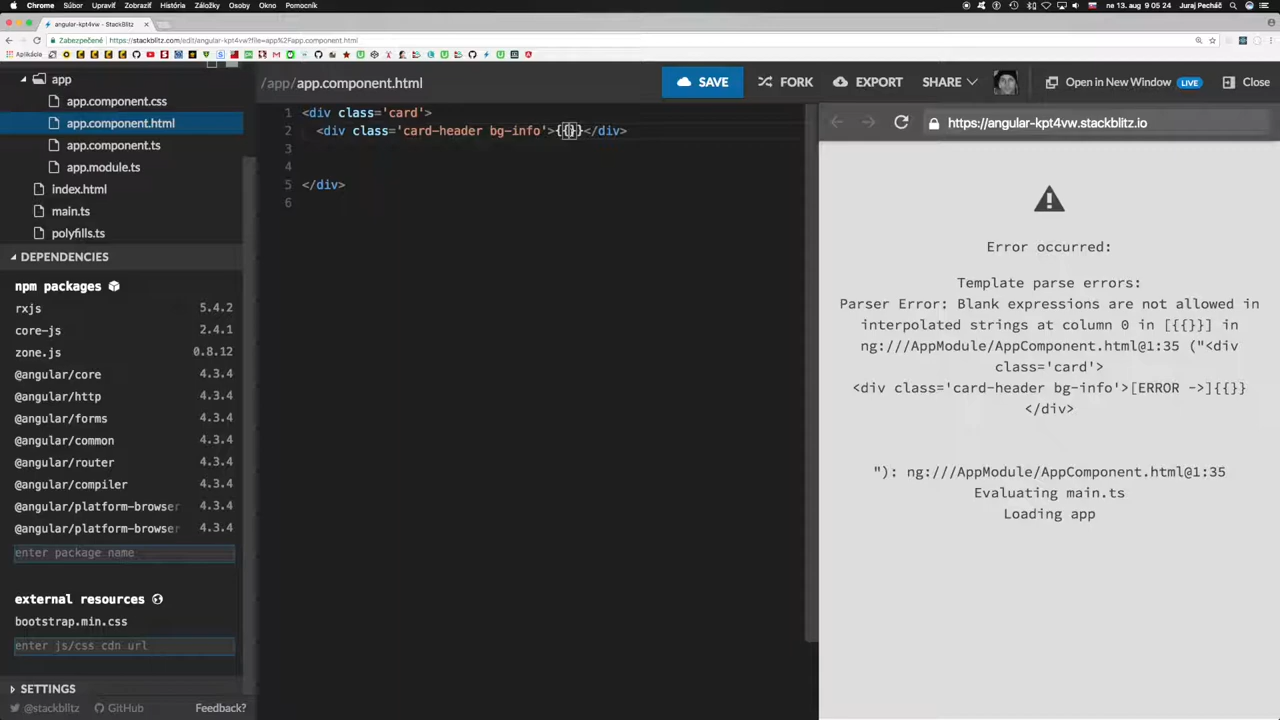 Chrome Súbor Upraviť Zobraziť História Záložky Osoby Okno Pomocník
ne 13. aug 9 05 24 Juraj Pecháč
angular-kpt4vw - StackBlitz
Juraj
Zabezpečené https://stackblitz.com/edit/angular-kpt4vw?file=app%2Fapp.component.html
Aplikácie
app
app.component.css
app.component.html
app.component.ts
app.module.ts
index.html
main.ts
polyfills.ts
DEPENDENCIES
npm packages
rxjs 5.4.2
core-js 2.4.1
zone.js 0.8.12
@angular/core 4.3.4
@angular/http 4.3.4
@angular/forms 4.3.4
@angular/common 4.3.4
@angular/router 4.3.4
@angular/compiler 4.3.4
@angular/platform-browser 4.3.4
@angular/platform-browser 4.3.4
enter package name
external resources
bootstrap.min.css
enter js/css cdn url
SETTINGS
@stackblitz GitHub Feedback?
/app/app.component.html SAVE FORK EXPORT SHARE Open in New Window LIVE Close
1 <div class='card'>
2 <div class='card-header bg-info'>{{}}</div>
3
4
5 </div>
6
https://angular-kpt4vw.stackblitz.io
Error occurred:
Template parse errors:
Parser Error: Blank expressions are not allowed in
interpolated strings at column 0 in [{{}}] in
ng:///AppModule/AppComponent.html@1:35 ("<div
class='card'>
<div class='card-header bg-info'>[ERROR ->]{{}}
</div>
"): ng:///AppModule/AppComponent.html@1:35
Evaluating main.ts
Loading app